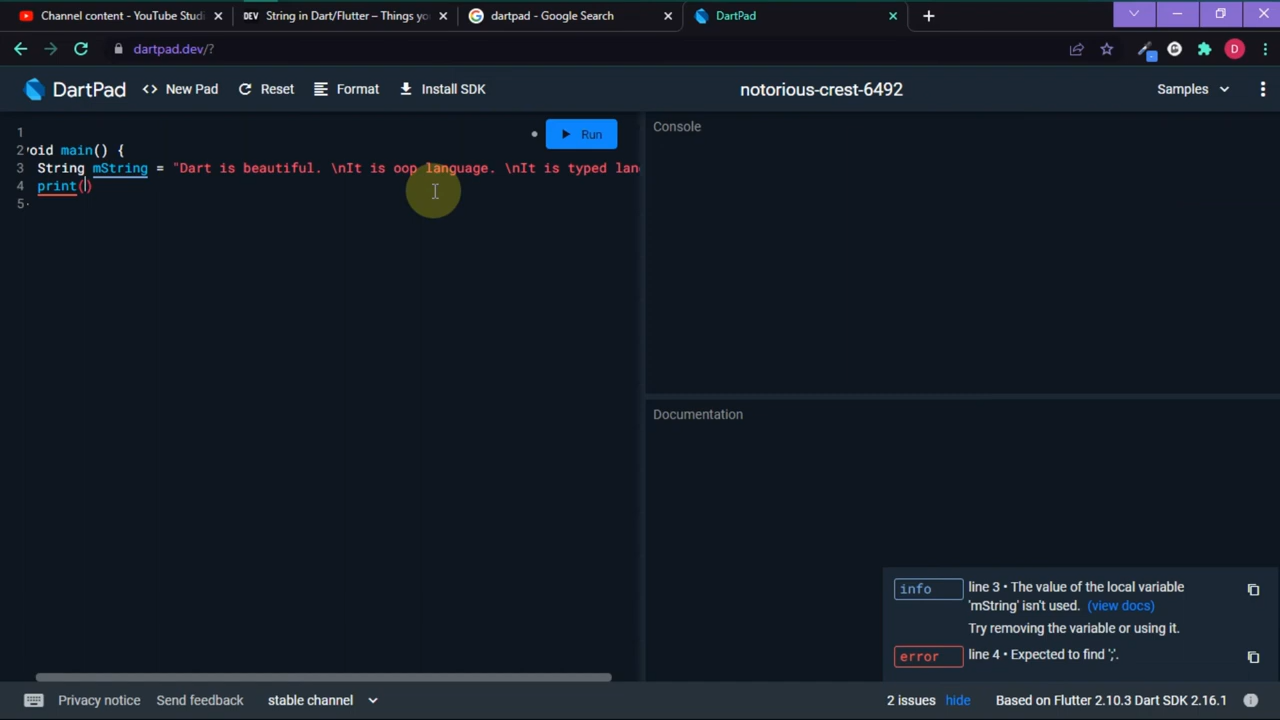 Channel content - YouTube Studi
DEV String in Dart/Flutter – Things yo
dartpad - Google Search
DartPad
dartpad.dev/?
D
DartPad
<> New Pad
Reset
Format
Install SDK
notorious-crest-6492
Samples
Run
Console
1
2 void main() {
3 String mString = "Dart is beautiful. \nIt is oop language. \nIt is typed lan
4 print()
5
Documentation
info line 3 • The value of the local variable
'mString' isn't used. (view docs)
Try removing the variable or using it.
error line 4 • Expected to find ';'.
Privacy notice
Send feedback
stable channel
2 issues hide
Based on Flutter 2.10.3 Dart SDK 2.16.1